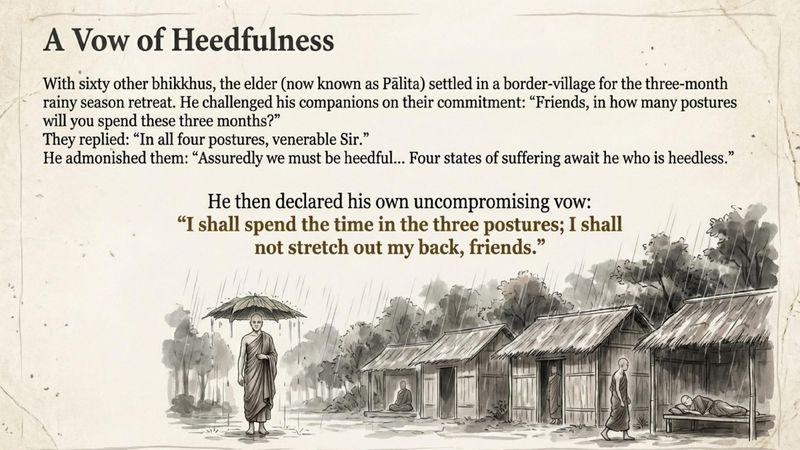 A Vow of Heedfulness
With sixty other bhikkhus, the elder (now known as Pālita) settled in a border-village for the three-month
rainy season retreat. He challenged his companions on their commitment: “Friends, in how many postures
will you spend these three months?”
They replied: “In all four postures, venerable Sir.”
He admonished them: “Assuredly we must be heedful... Four states of suffering await he who is heedless.”
He then declared his own uncompromising vow:
“I shall spend the time in the three postures; I shall
not stretch out my back, friends.”